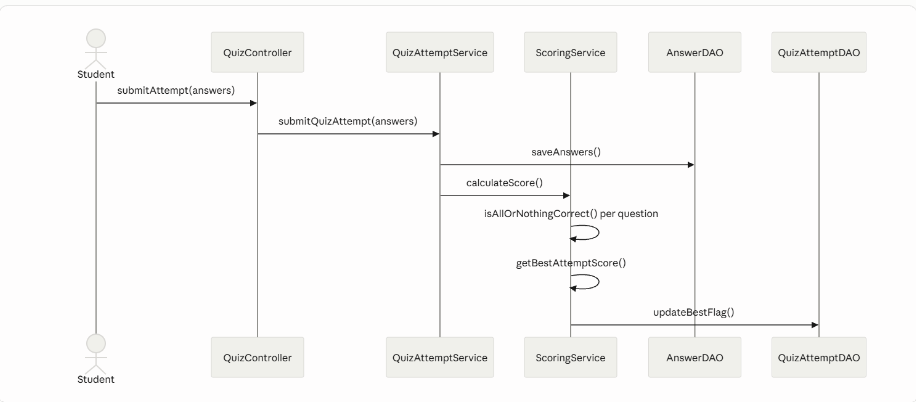 Student
QuizController
QuizAttemptService
ScoringService
AnswerDAO
QuizAttemptDAO
submitAttempt(answers)
submitQuizAttempt(answers)
saveAnswers()
calculateScore()
isAllOrNothingCorrect() per question
getBestAttemptScore()
updateBestFlag()
Student
QuizController
QuizAttemptService
ScoringService
AnswerDAO
QuizAttemptDAO